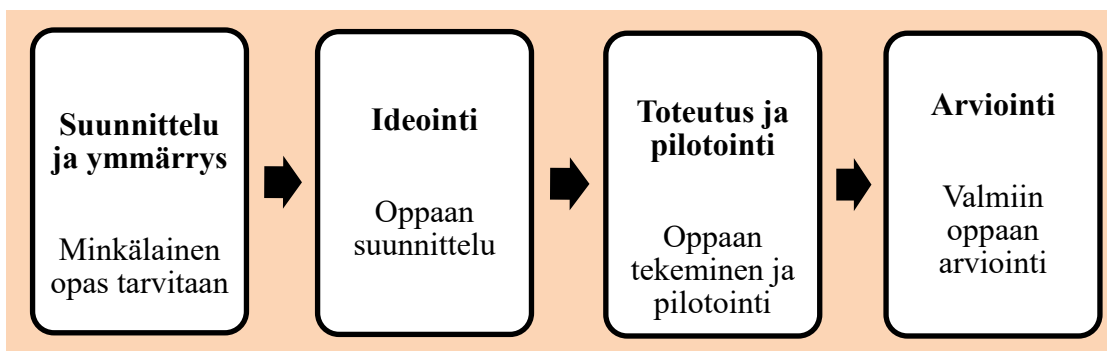 Suunnittelu
ja ymmärrys
Minkälainen
opas tarvitaan
Ideointi
Oppaan
suunnittelu
Toteutus ja
pilotointi
Oppaan
tekeminen ja
pilotointi
Arviointi
Valmiin
oppaan
arviointi